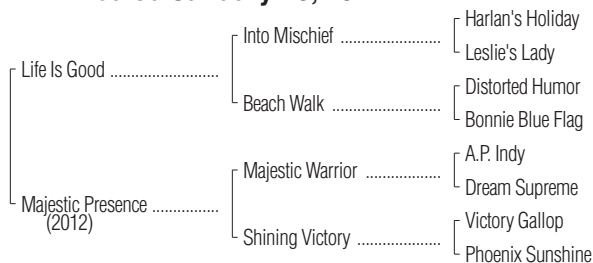 Harlan's Holiday
Into Mischief ........................
Leslie's Lady
Life Is Good ..........................
Distorted Humor
Beach Walk ..........................
Bonnie Blue Flag
A.P. Indy
Majestic Warrior ..................
Dream Supreme
Majestic Presence ................
(2012)
Victory Gallop
Shining Victory ....................
Phoenix Sunshine